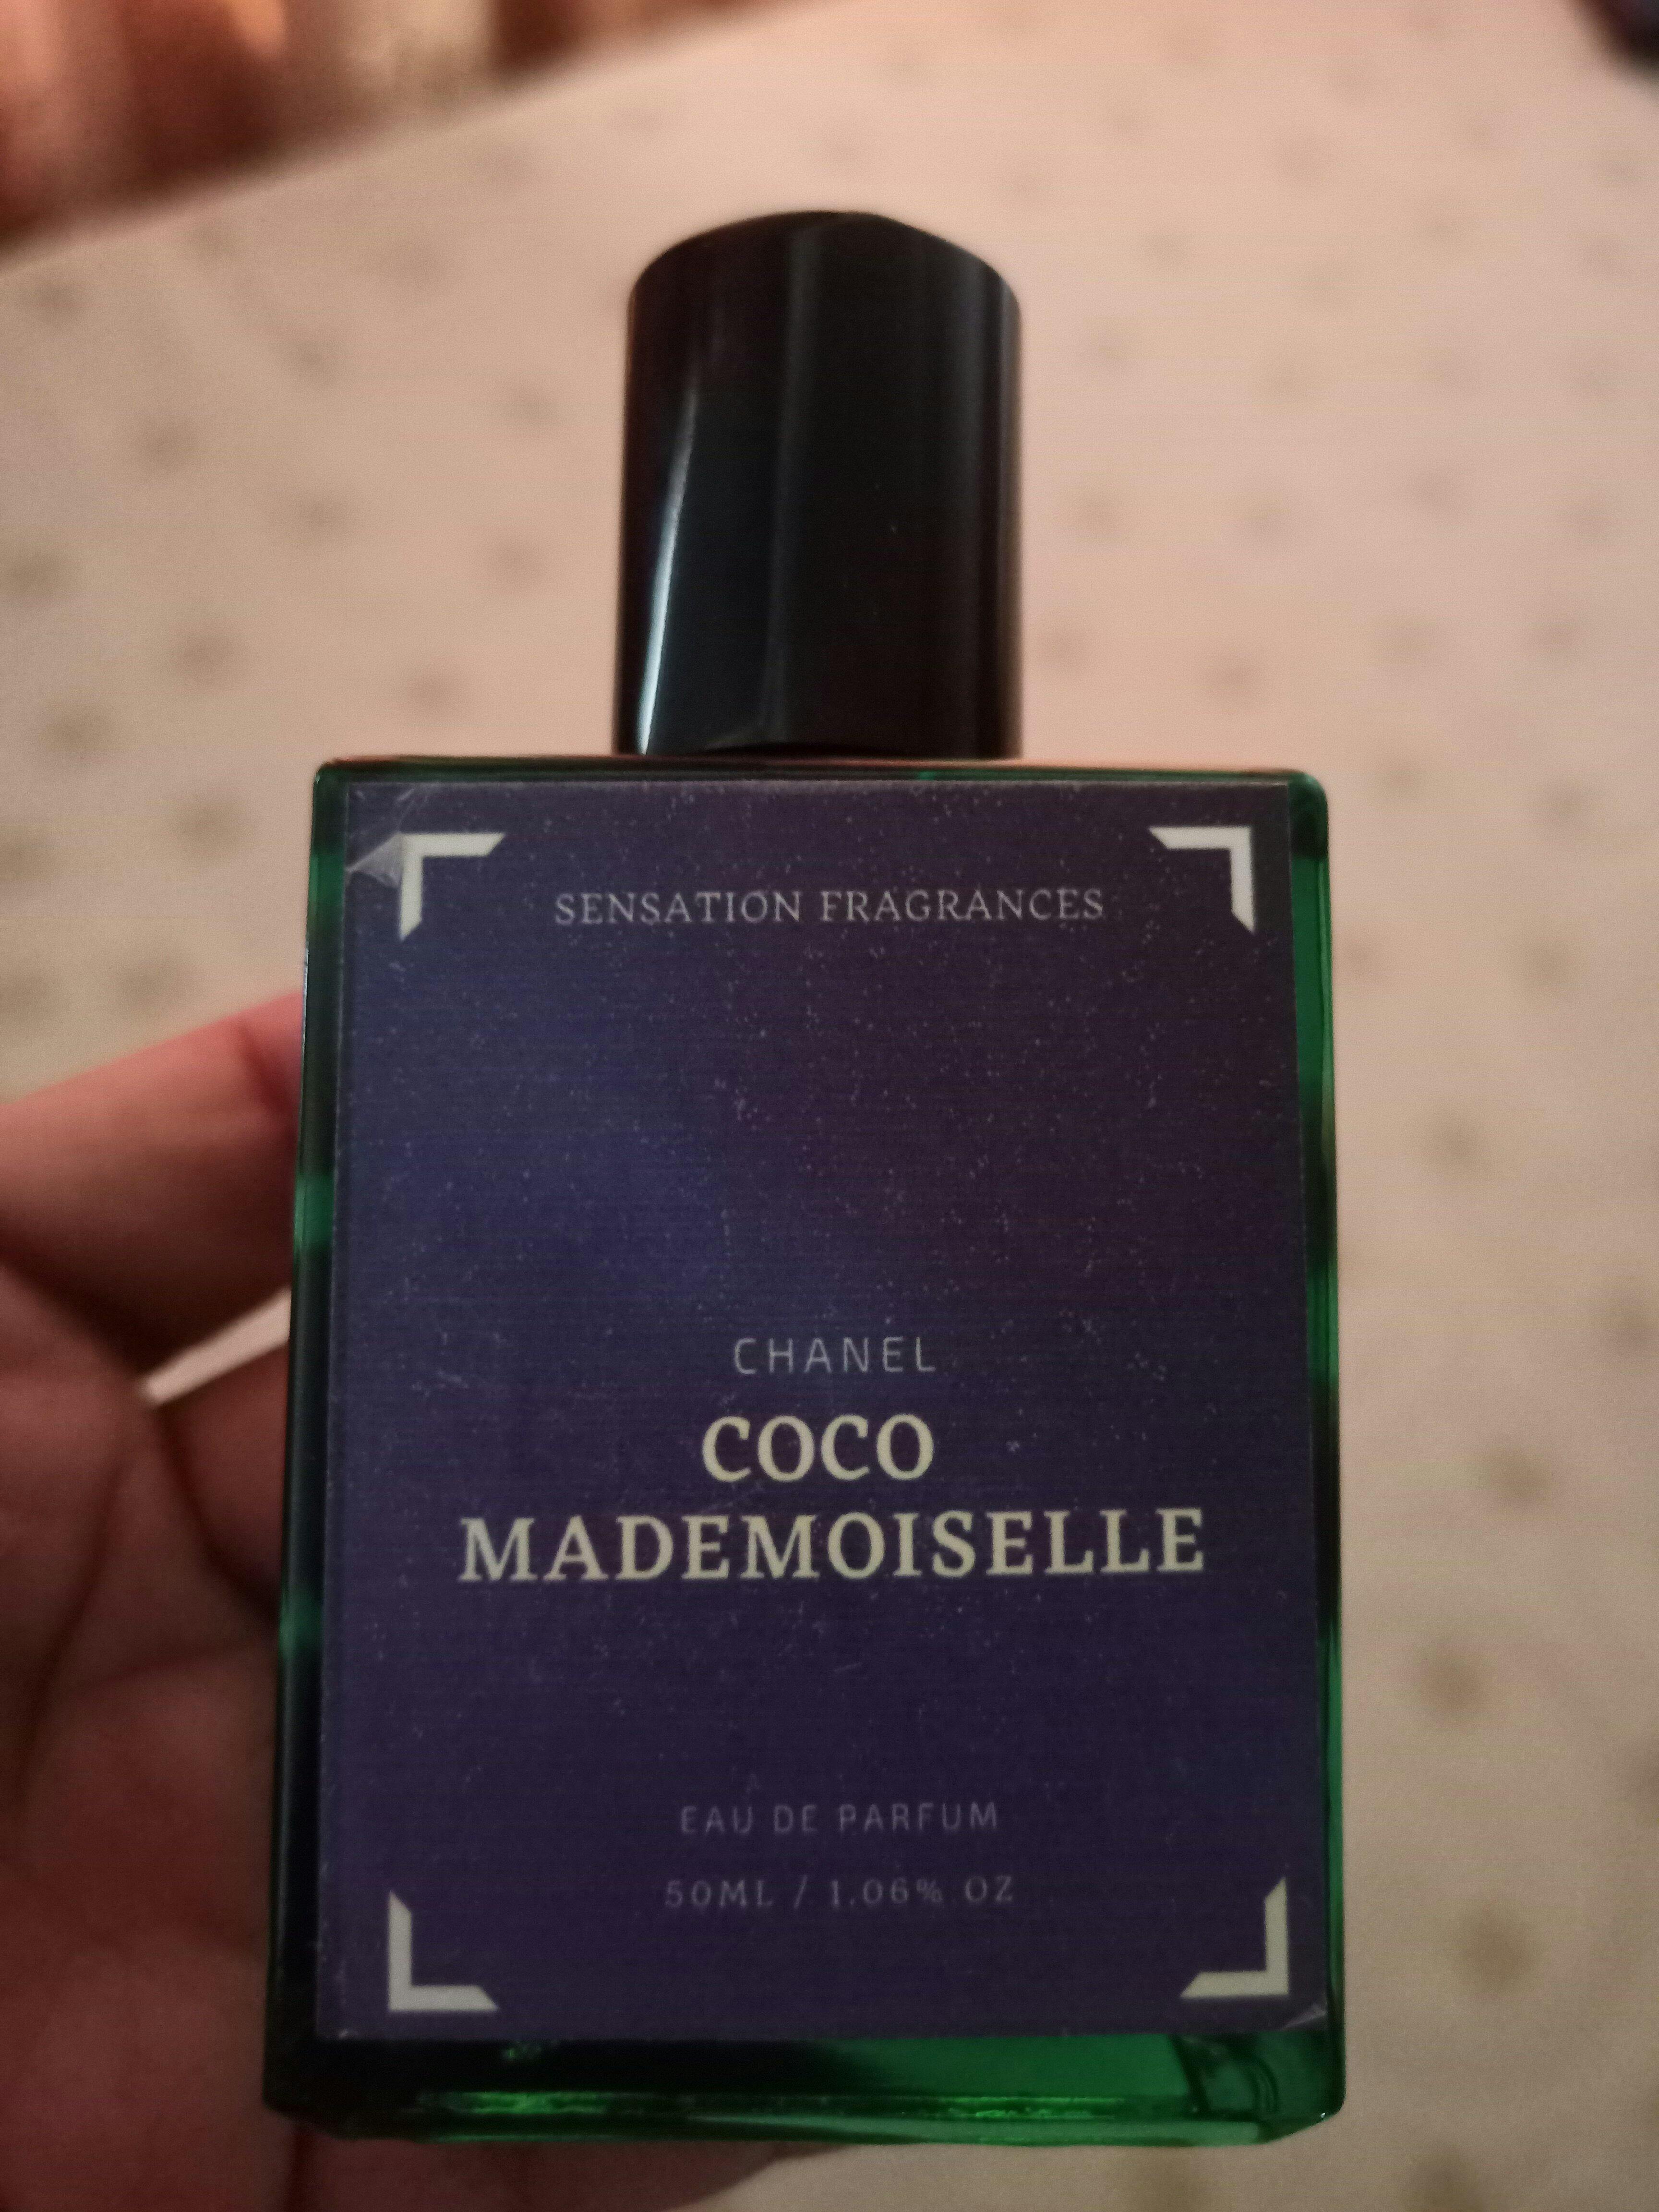 SENSATION FRAGRANCES
CHANEL
COCO
MADEMOISELLE
EAU DE PARFUM
50ML / 1.06% OZ